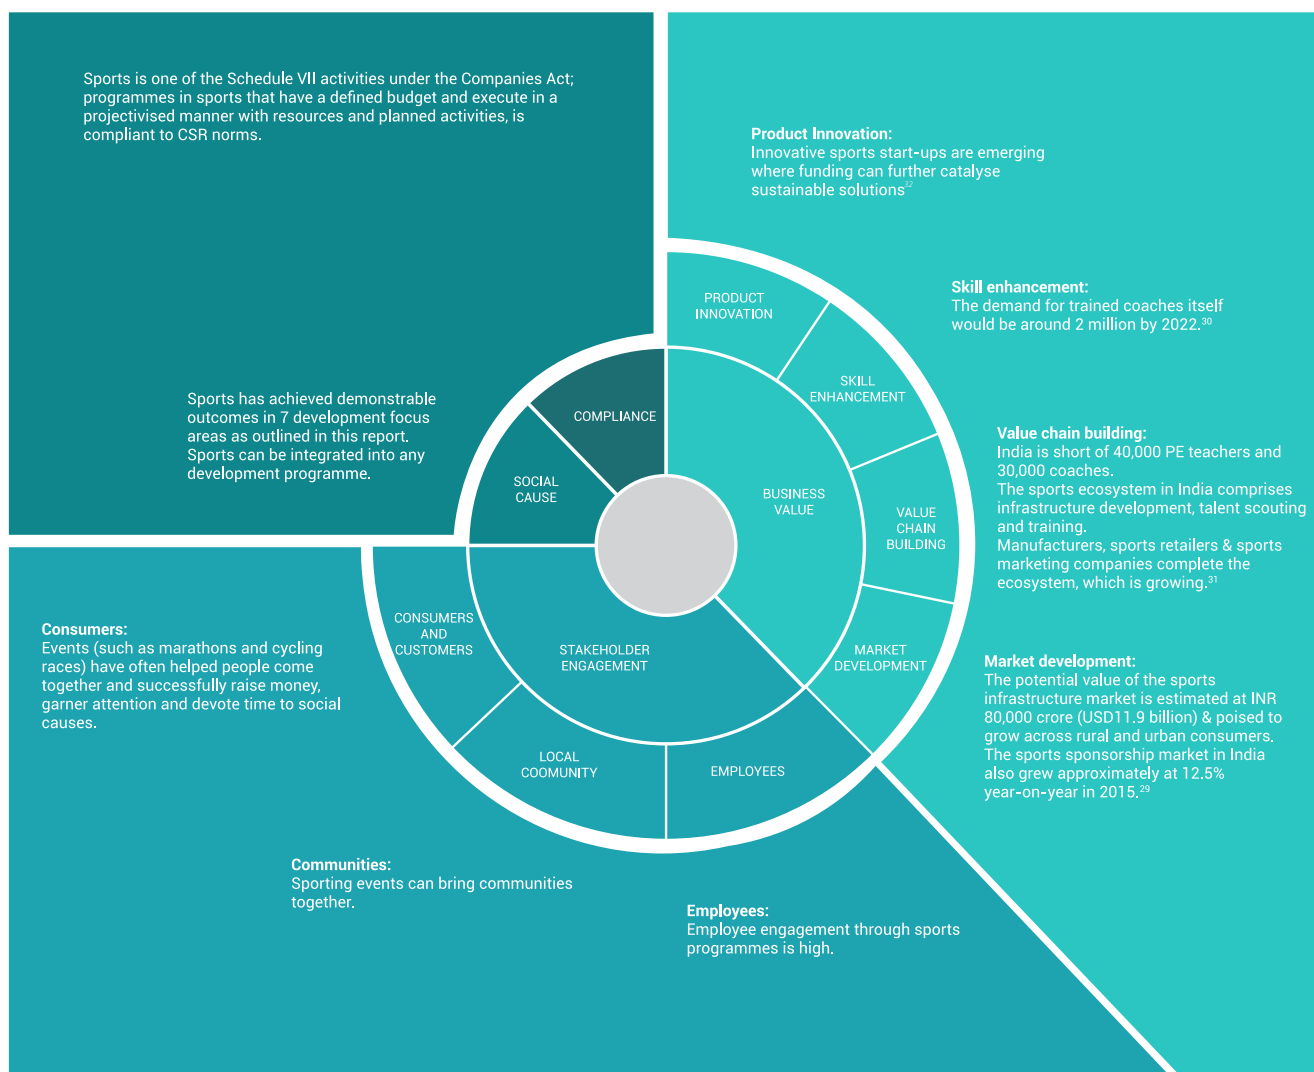 Sports is one of the Schedule VII activities under the Companies Act;
programmes in sports that have a defined budget and execute in a
projectivised manner with resources and planned activities, is
compliant to CSR norms.
Product Innovation:
Innovative sports start-ups are emerging
where funding can further catalyse
sustainable solutions32
Skill enhancement:
The demand for trained coaches itself
would be around 2 million by 2022.30
Sports has achieved demonstrable
outcomes in 7 development focus
areas as outlined in this report.
Sports can be integrated into any
development programme.
Value chain building:
India is short of 40,000 PE teachers and
30,000 coaches.
The sports ecosystem in India comprises
infrastructure development, talent scouting
and training.
Manufacturers, sports retailers & sports
marketing companies complete the
ecosystem, which is growing.31
PRODUCT
INNOVATION
SKILL
ENHANCEMENT
VALUE
CHAIN
BUILDING
MARKET
DEVELOPMENT
BUSINESS
VALUE
COMPLIANCE
SOCIAL
CAUSE
STAKEHOLDER
ENGAGEMENT
CONSUMERS
AND
CUSTOMERS
LOCAL
COOMUNITY
EMPLOYEES
Consumers:
Events (such as marathons and cycling
races) have often helped people come
together and successfully raise money,
garner attention and devote time to social
causes.
Market development:
The potential value of the sports
infrastructure market is estimated at INR
80,000 crore (USD11.9 billion) & poised to
grow across rural and urban consumers.
The sports sponsorship market in India
also grew approximately at 12.5%
year-on-year in 2015.29
Communities:
Sporting events can bring communities
together.
Employees:
Employee engagement through sports
programmes is high.